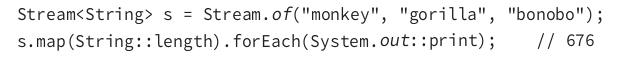 Stream<String> s = Stream.of("monkey", "gorilla", "bonobo");
s.map(String::length).forEach(System.out::print);    // 676